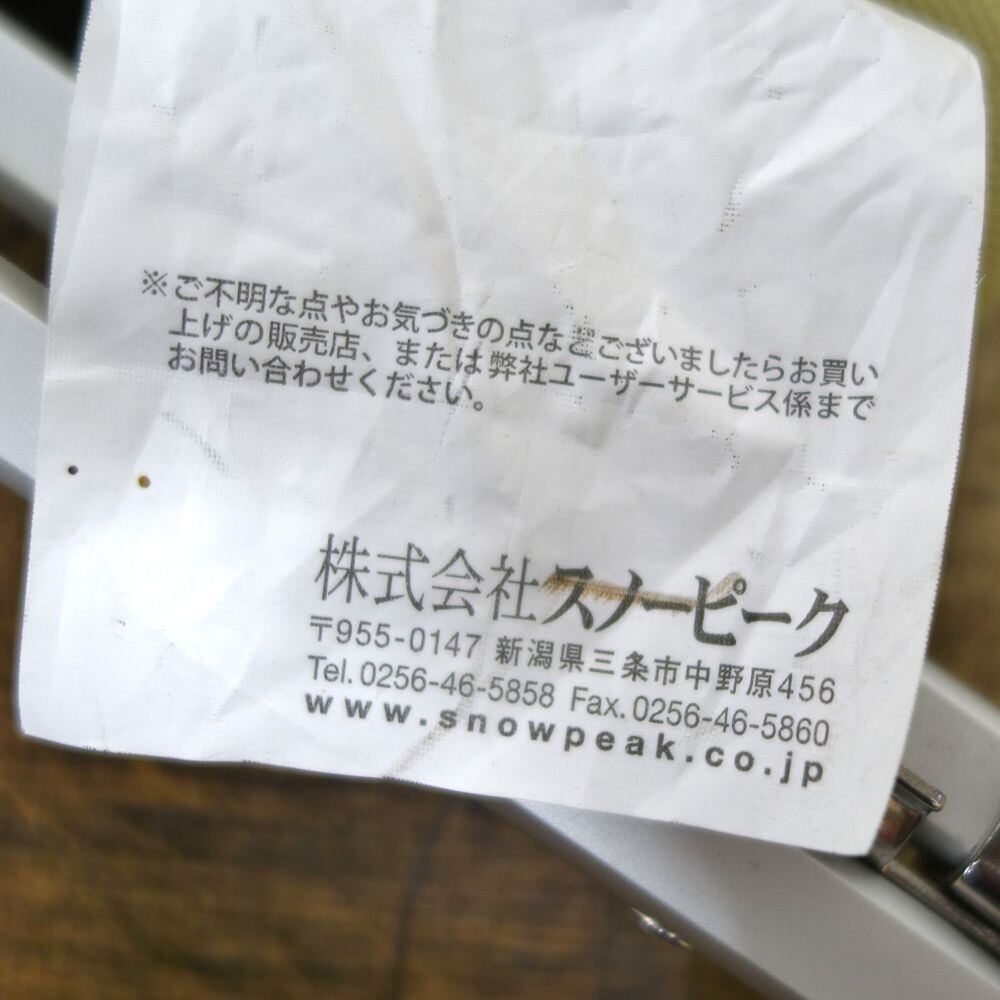 ※ご不明な点やお気づきの点などございましたらお買い
上げの販売店、または弊社ユーザーサービス係まで
お問い合わせください。
株式会社スノーピーク
〒955-0147 新潟県三条市中野原456
Tel.0256-46-5858 Fax.0256-46-5860
www.snowpeak.co.jp